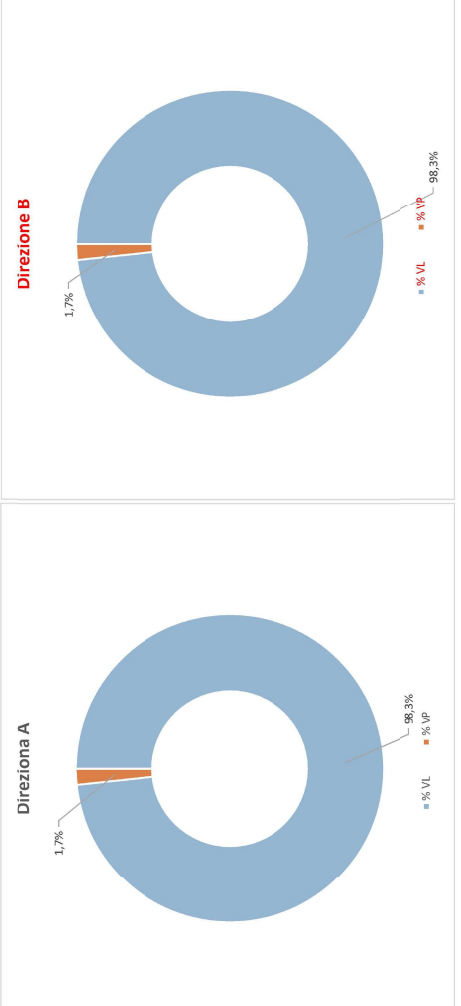 Direziona A
1,7%
98,3%
% VL
% VP
Direzione B
1,7%
98,3%
% VL
% VP